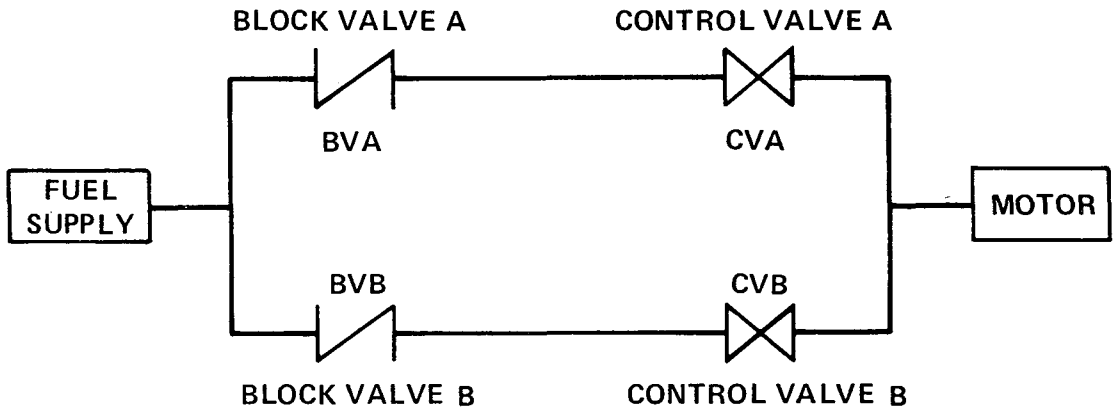 BLOCK VALVE A
CONTROL VALVE A
BVA
CVA
FUEL
SUPPLY
MOTOR
BVB
CVB
BLOCK VALVE B
CONTROL VALVE B